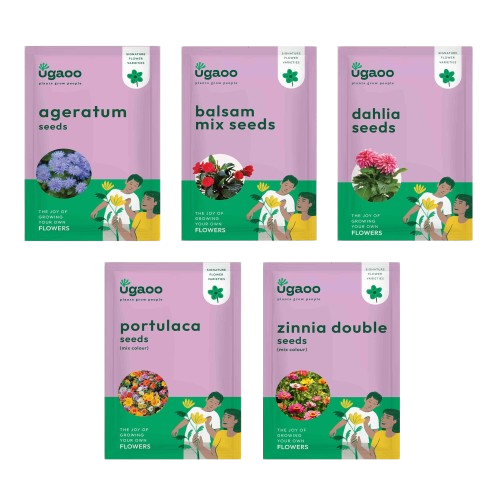 ugaoo
plants grow people
SIGNATURE
FLOWER
VARIETIES
ageratum
seeds
THE JOY OF
GROWING
YOUR OWN
FLOWERS
ugaoo
plants grow people
SIGNATURE
FLOWER
VARIETIES
balsam
mix seeds
THE JOY OF
GROWING
YOUR OWN
FLOWERS
ugaoo
plants grow people
SIGNATURE
FLOWER
VARIETIES
dahlia
seeds
THE JOY OF
GROWING
YOUR OWN
FLOWERS
ugaoo
plants grow people
SIGNATURE
FLOWER
VARIETIES
portulaca
seeds
(mix colour)
THE JOY OF
GROWING
YOUR OWN
FLOWERS
ugaoo
plants grow people
SIGNATURE
FLOWER
VARIETIES
zinnia double
seeds
(mix colour)
THE JOY OF
GROWING
YOUR OWN
FLOWERS